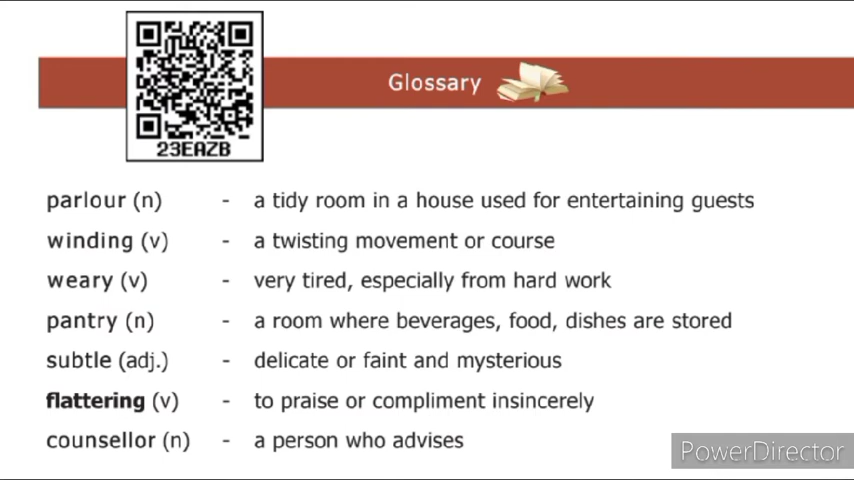 Glossary
23EAZB
parlour (n) - a tidy room in a house used for entertaining guests
winding (v) - a twisting movement or course
weary (v) - very tired, especially from hard work
pantry (n) - a room where beverages, food, dishes are stored
subtle (adj.) - delicate or faint and mysterious
flattering (v) - to praise or compliment insincerely
counsellor (n) - a person who advises
PowerDirector